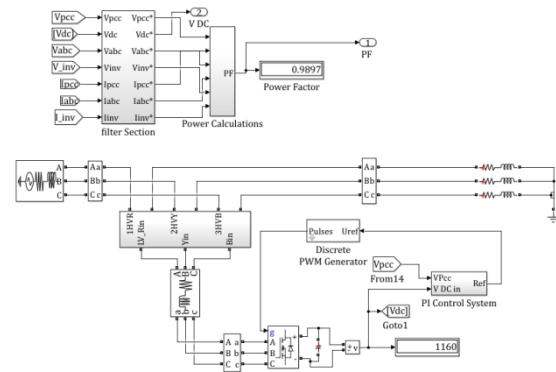 Vpcc Vpcc Vpcc* 2
[Vdc] Vdc Vdc* V DC
Vabc Vabc Vabc* 1
V_inv Vinv Vinv* PF PF
Ipcc Ipcc Ipcc* 0.9897
Iabc Iabc Iabc* Power Factor
I_inv Iinv Iinv* Power Calculations
filter Section
A Aa Aa
B Bb Bb
C Cc Cc
1HVR 2HVY 3HVB
LV_Rin Yin Bin
Pulses Uref
Discrete
PWM Generator
Vpcc
From14
VPcc
V DC in
Ref
PI Control System
A B C
a b c
[Vdc]
Goto1
g
A a A +
B b B
C c C -
+ v
1160